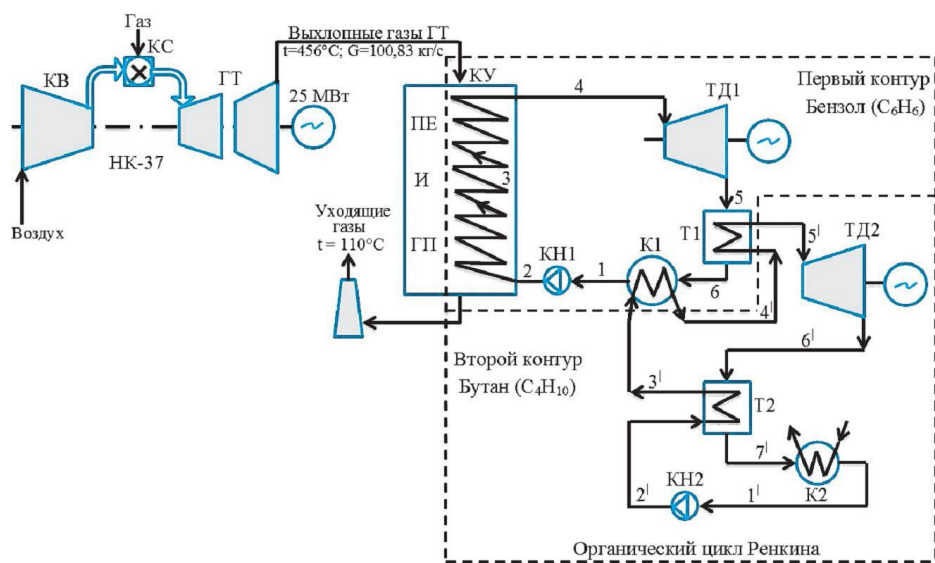 Газ
КС
КВ
ГТ
25 МВт
НК-37
Воздух
Выхлопные газы ГТ
t=456°C; G=100,83 кг/с
КУ
ПЕ
И
ГП
3
Уходящие
газы
t = 110°C
4
ТД1
Первый контур
Бензол (C₆H₆)
5
Т1
5|
ТД2
К1
КН1
2
1
6
4|
6|
Второй контур
Бутан (C₄H₁₀)
3|
Т2
7|
К2
КН2
2|
1|
Органический цикл Ренкина